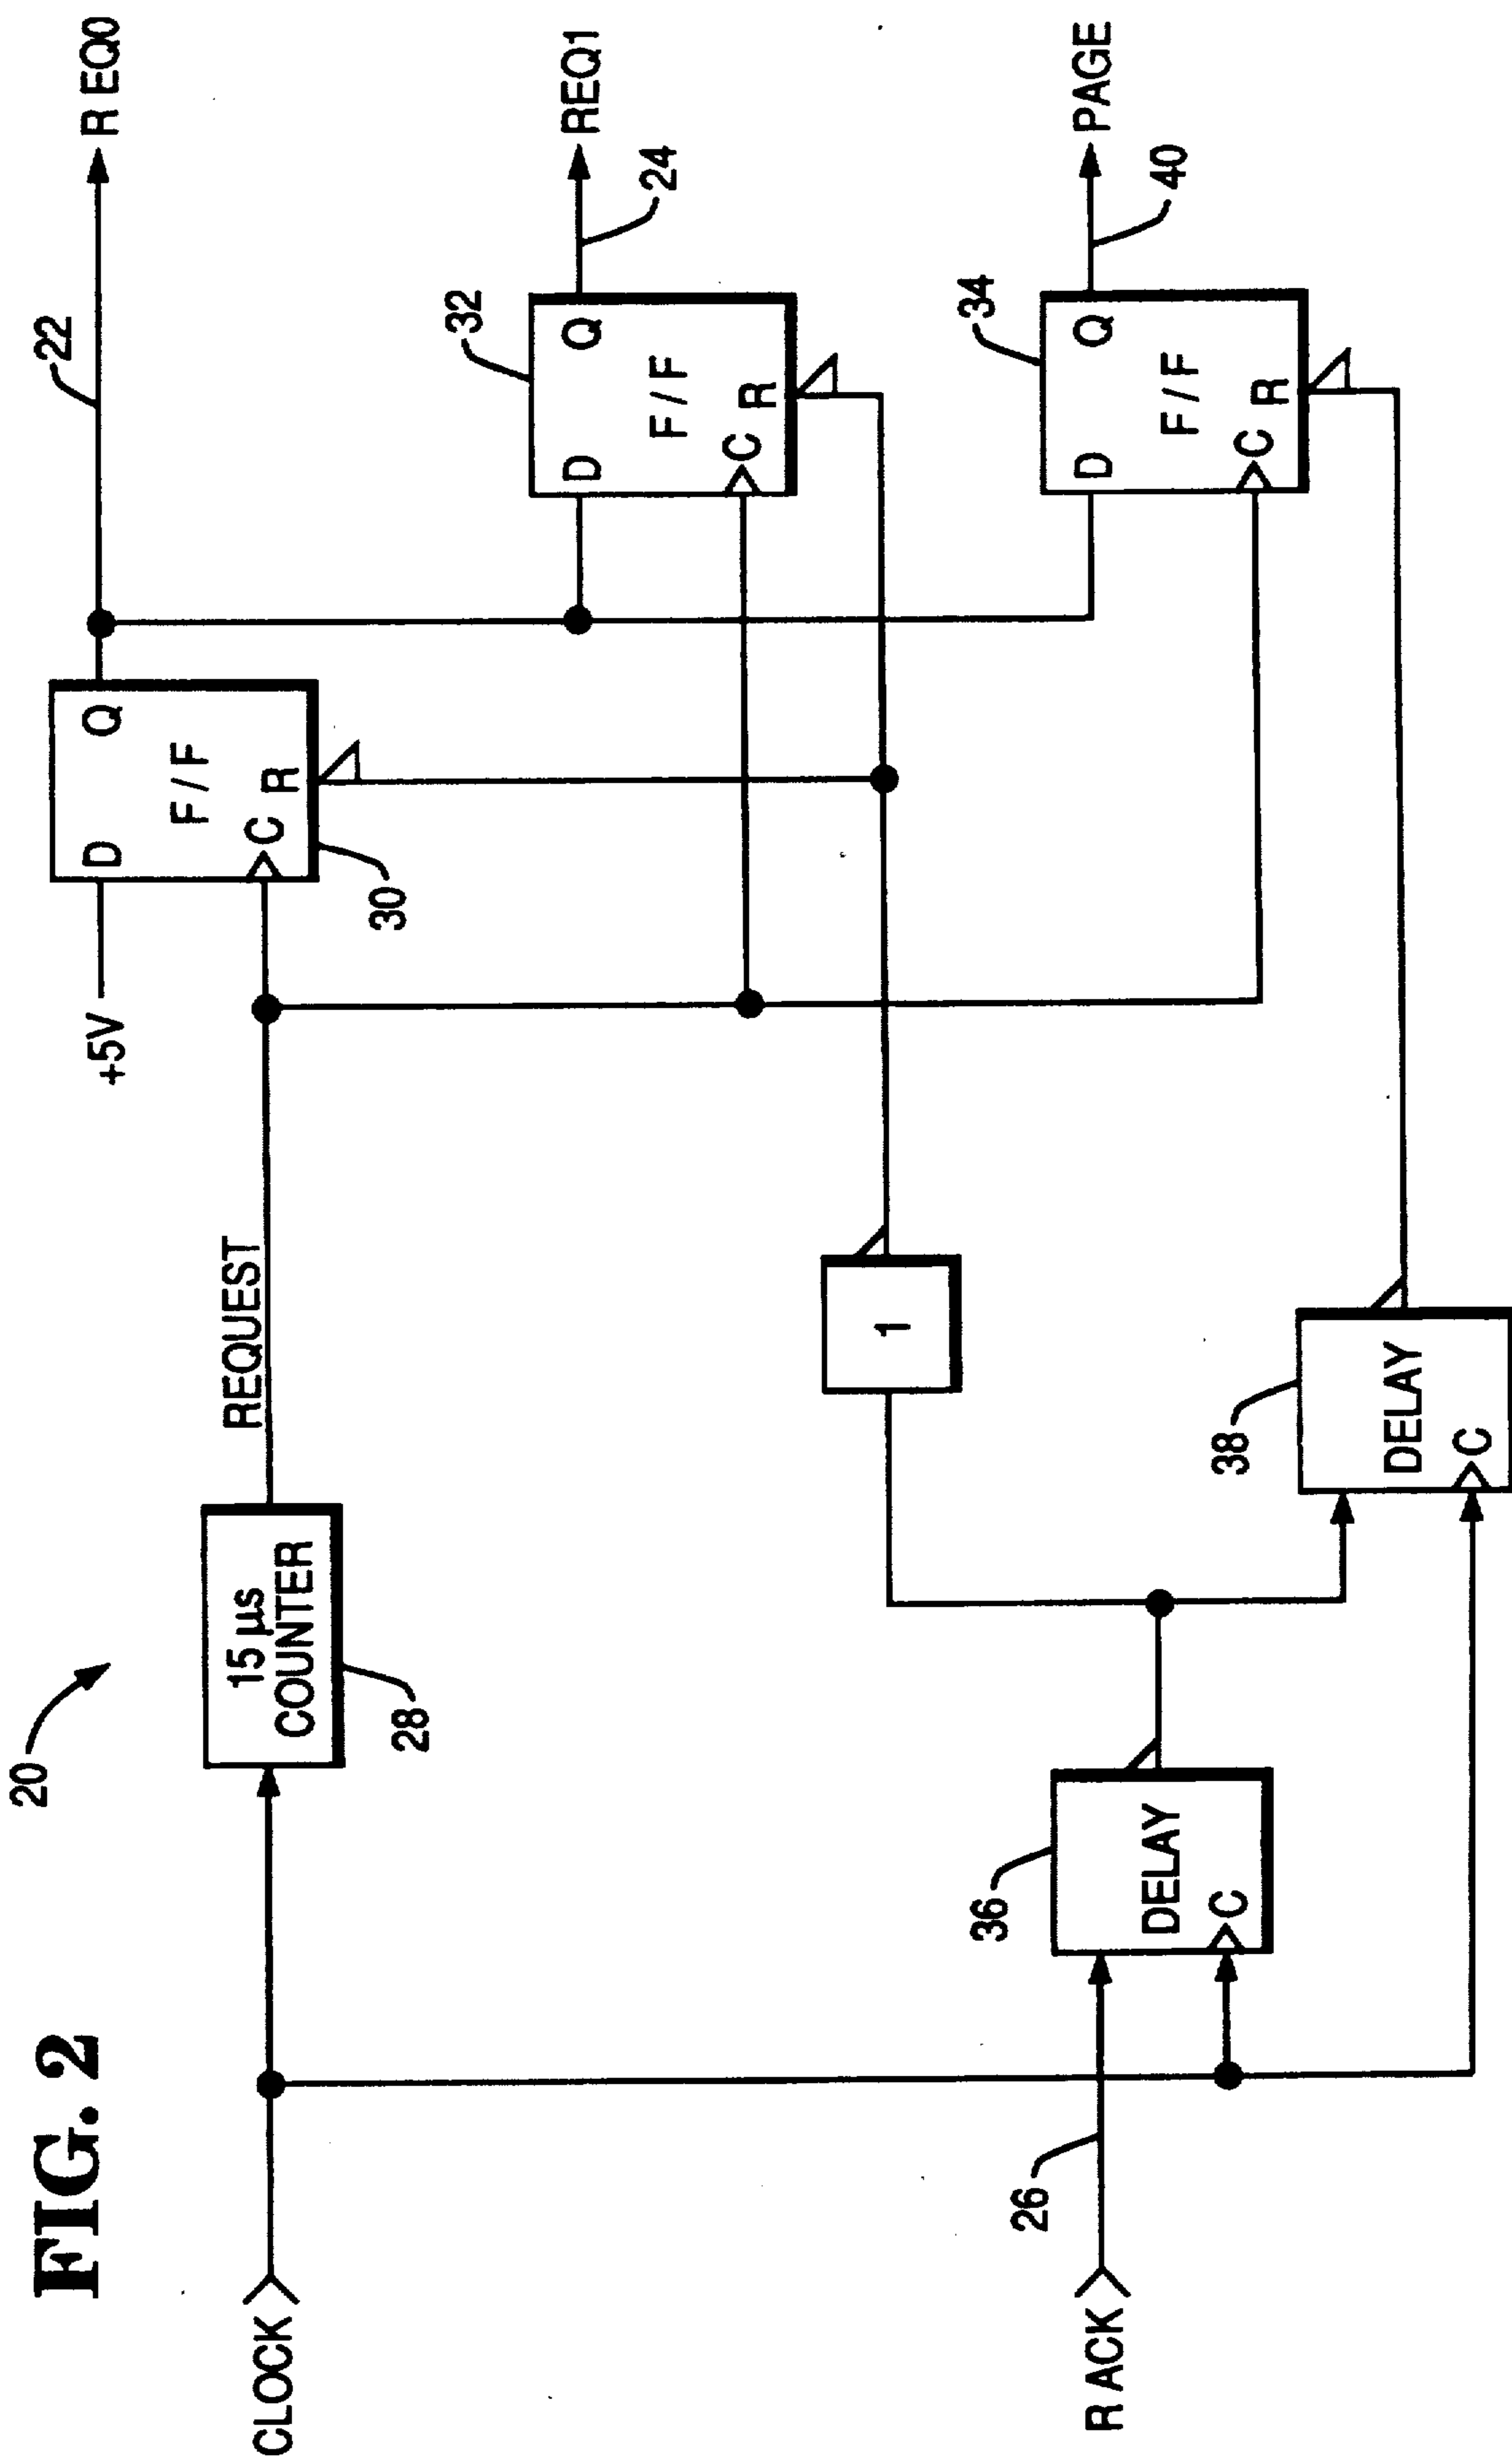 FIG. 2
20
CLOCK
15 µs
COUNTER
28
REQUEST
+5V
D
Q
F/F
C
R
30
22
R EQ0
D
Q
F/F
C
R
32
REQ1
24
D
Q
F/F
C
R
34
PAGE
40
1
R ACK
26
36
DELAY
C
38
DELAY
C